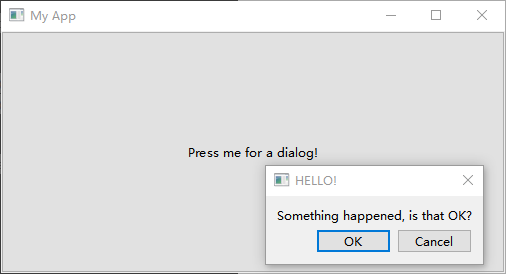 My App
Press me for a dialog!
HELLO!
Something happened, is that OK?
OK
Cancel